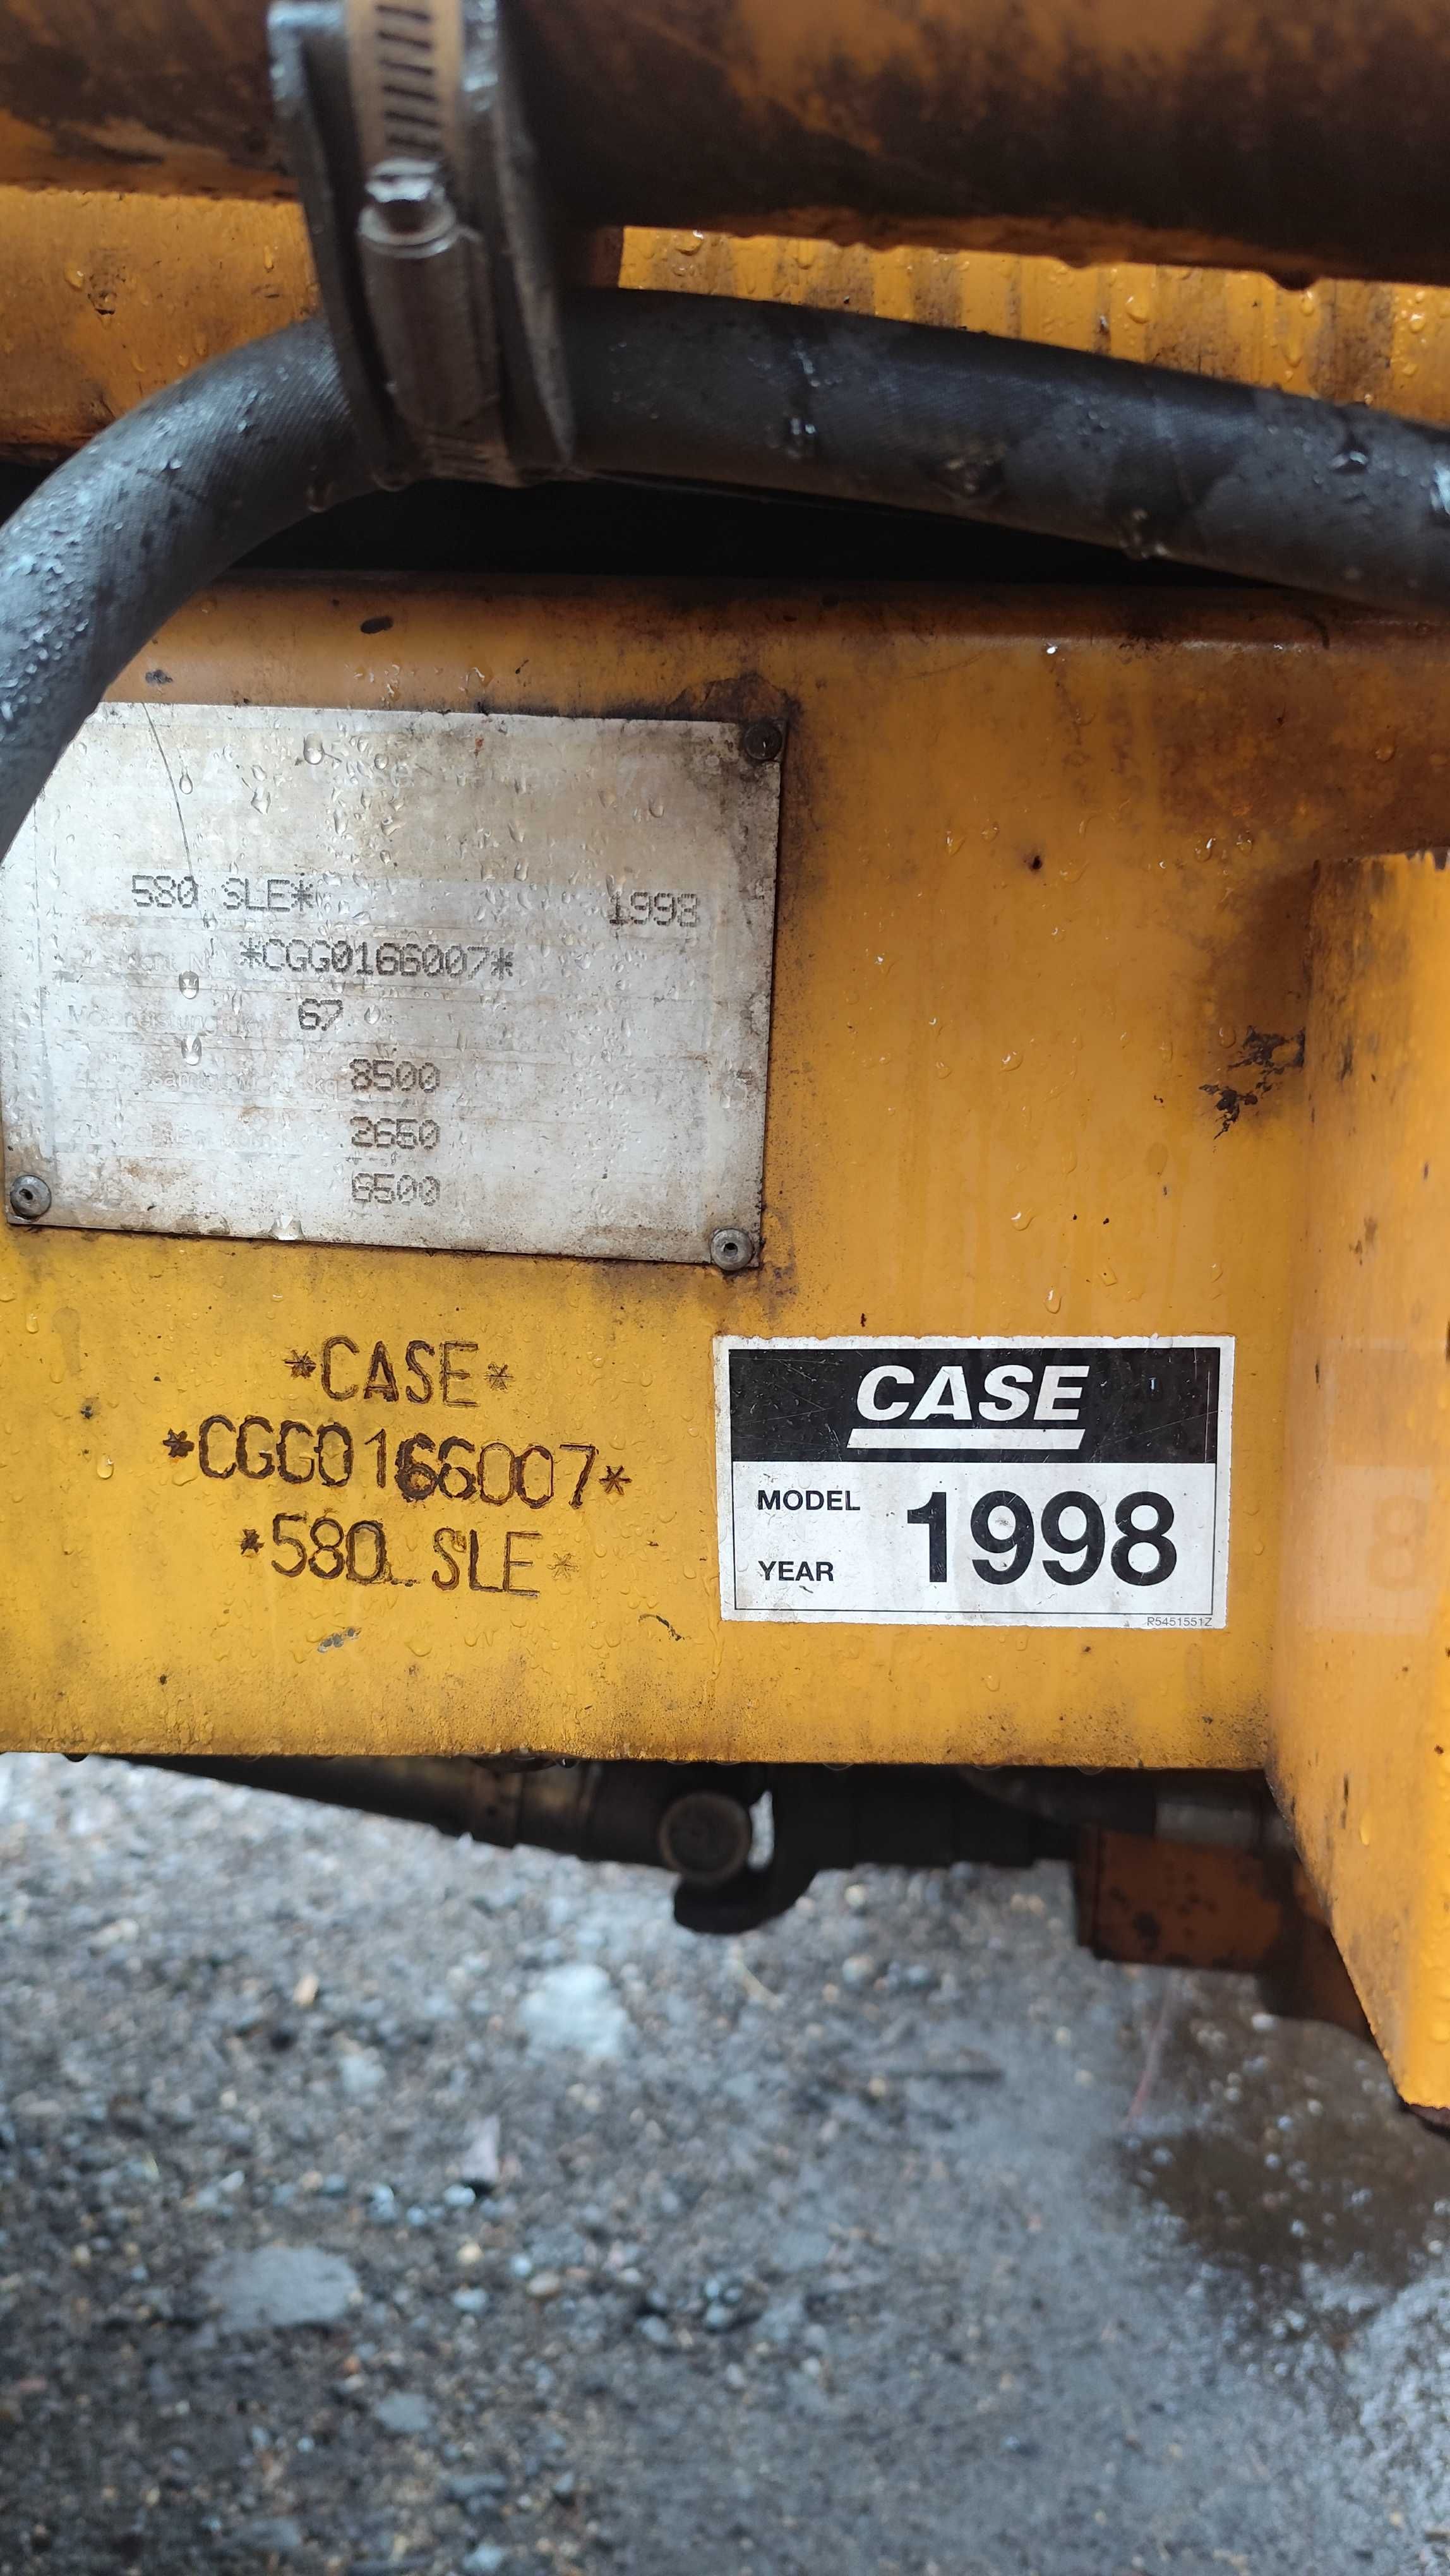 580 SLE* 1998
*CGG0166007*
67
8500
2650
6500
*CASE*
*CGG0166007*
*580 SLE*
CASE
MODEL
YEAR
1998
R5451551Z